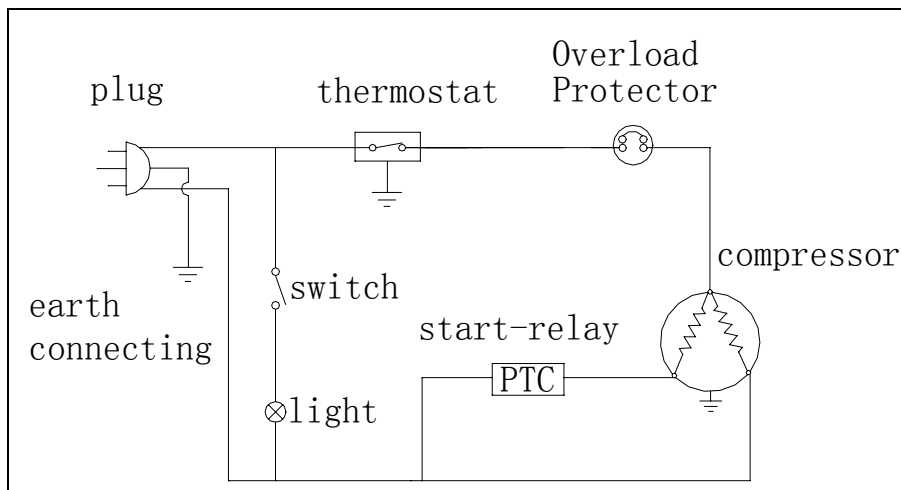 Overload
Protector
plug
thermostat
compressor
switch
earth
connecting
start-relay
PTC
light